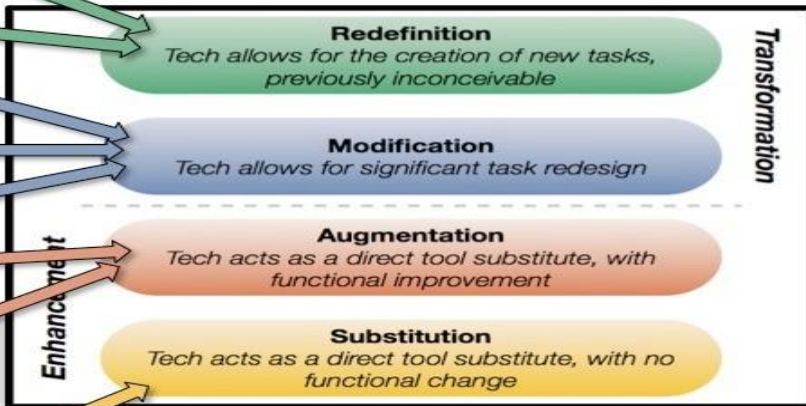 Redefinition
Tech allows for the creation of new tasks,
previously inconceivable
Transformation
Modification
Tech allows for significant task redesign
Augmentation
Tech acts as a direct tool substitute, with
functional improvement
Enhancement
Substitution
Tech acts as a direct tool substitute, with no
functional change